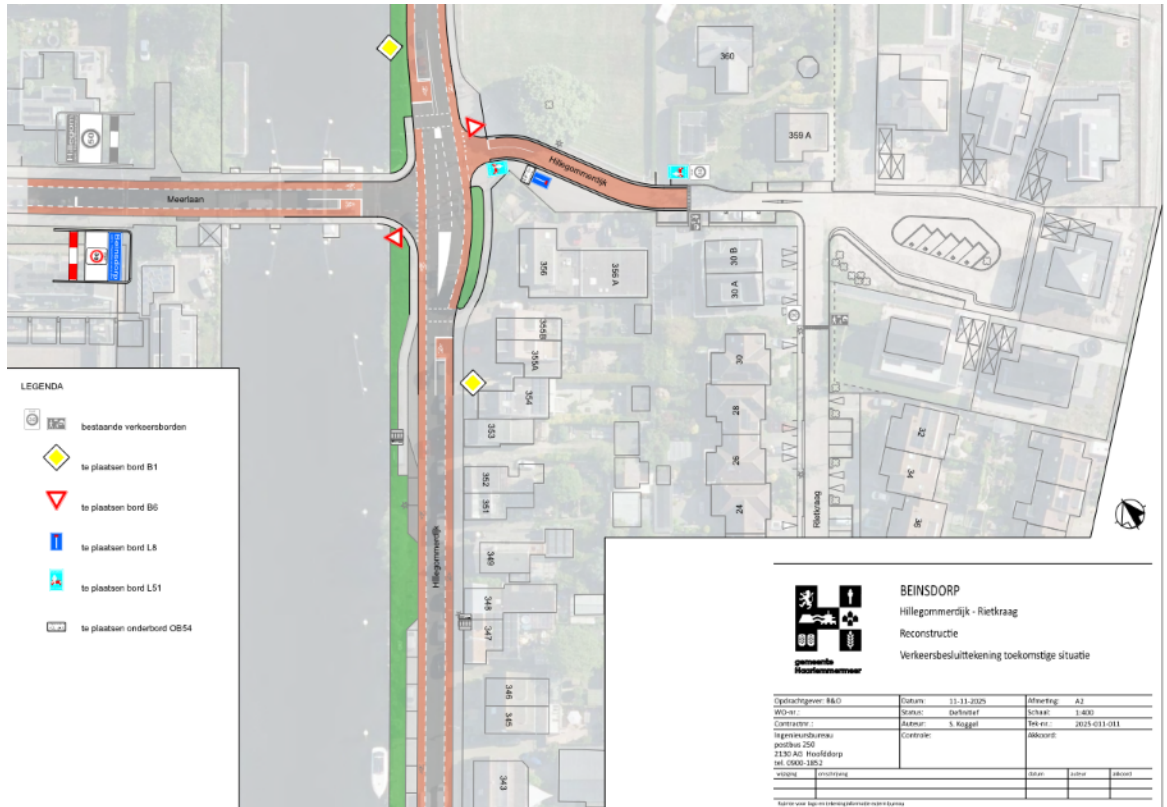 360
359 A
Hillegommerdijk
Meerlaan
Hillegom
60
Beinsdorp
356
356 A
30 B
30 A
355B
355A
354
353
352
351
349
348
347
346
345
343
30
28
26
24
32
34
36
Rietkraag
Hillegommerdijk
LEGENDA
bestaande verkeersborden
te plaatsen bord B1
te plaatsen bord B6
te plaatsen bord L8
te plaatsen bord L51
te plaatsen onderbord OB54
gemeente
Haarlemmermeer
BEINSDORP
Hillegommerdijk - Rietkraag
Reconstructie
Verkeersbesluittekening toekomstige situatie
Opdrachtgever: B&O Datum: 11-11-2025 Afmeting: A2
WO-nr.: Status: Definitief Schaal: 1:400
Contractnr.: Auteur: S. Koggel Tek-nr.: 2025-011-011
Ingenieursbureau Controle: Akkoord:
postbus 250
2130 AG Hoofddorp
tel. 0900-1852
wijziging omschrijving datum auteur akkoord